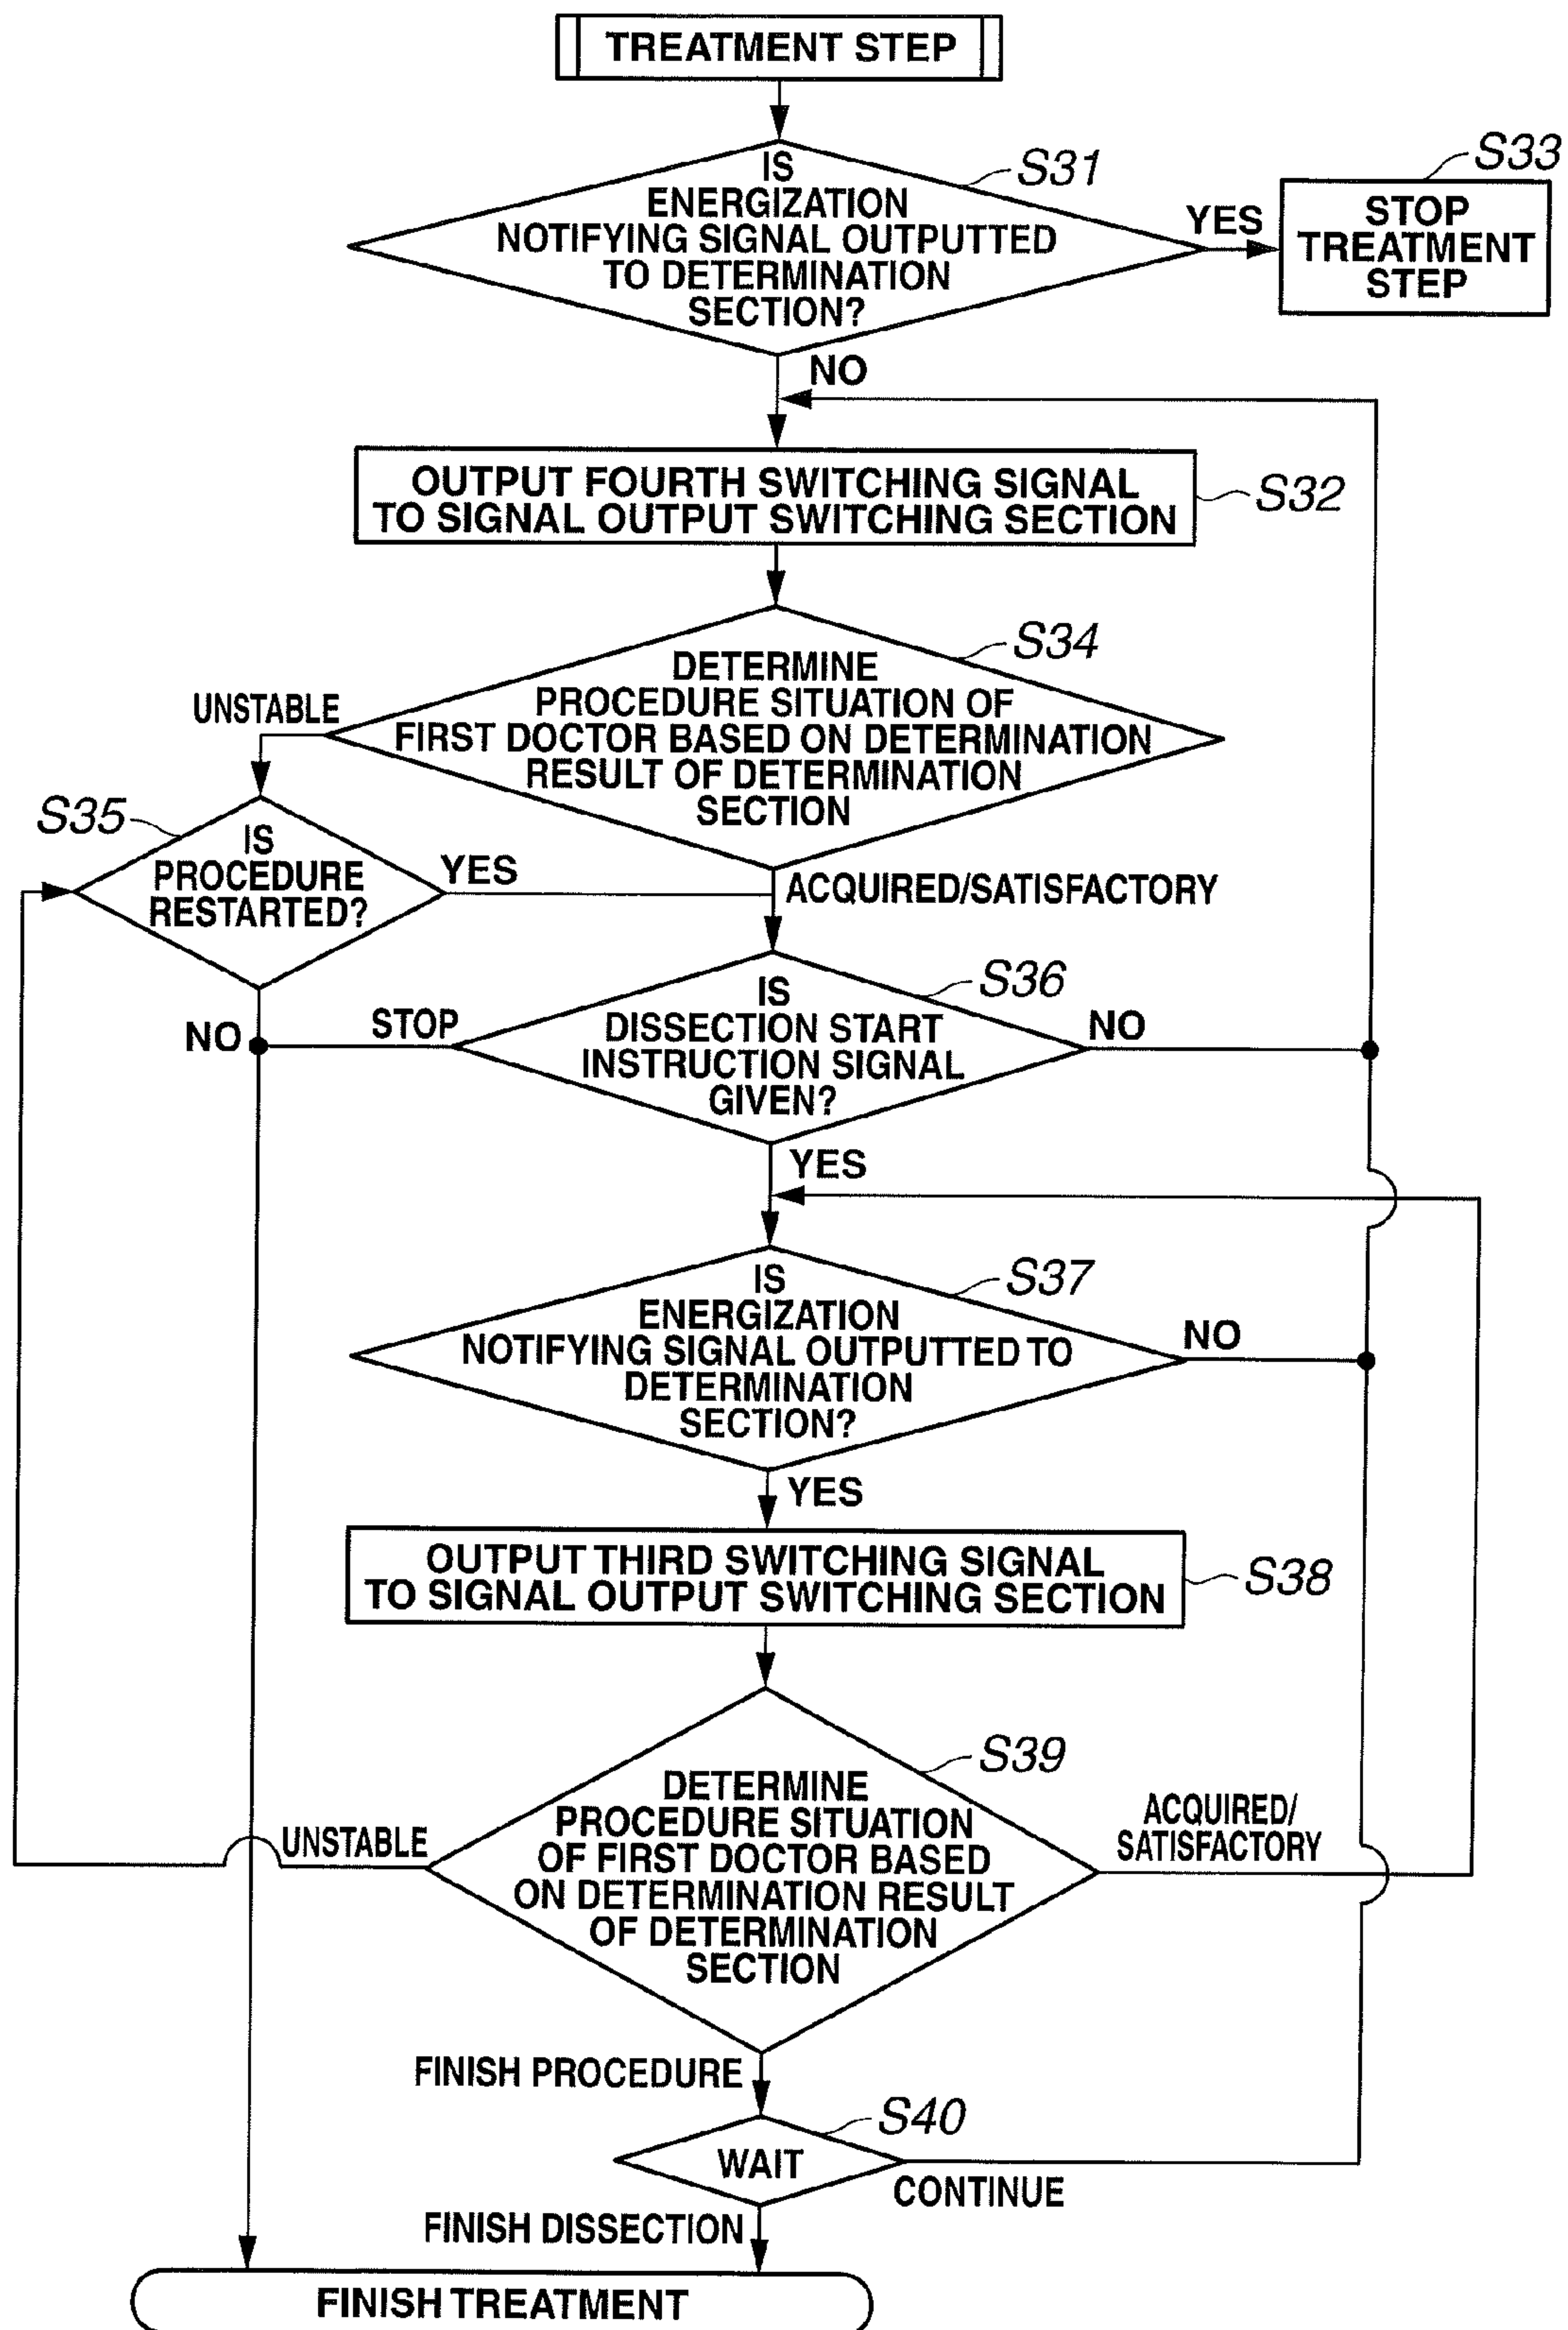 TREATMENT STEP
IS
ENERGIZATION
NOTIFYING SIGNAL OUTPUTTED
TO DETERMINATION
SECTION?
S31
YES
S33
STOP
TREATMENT
STEP
NO
OUTPUT FOURTH SWITCHING SIGNAL
TO SIGNAL OUTPUT SWITCHING SECTION
S32
S34
DETERMINE
PROCEDURE SITUATION OF
FIRST DOCTOR BASED ON DETERMINATION
RESULT OF DETERMINATION
SECTION
UNSTABLE
S35
IS
PROCEDURE
RESTARTED?
YES
ACQUIRED/SATISFACTORY
NO
STOP
S36
IS
DISSECTION START
INSTRUCTION SIGNAL
GIVEN?
NO
YES
S37
IS
ENERGIZATION
NOTIFYING SIGNAL OUTPUTTED TO
DETERMINATION
SECTION?
NO
YES
OUTPUT THIRD SWITCHING SIGNAL
TO SIGNAL OUTPUT SWITCHING SECTION
S38
S39
DETERMINE
PROCEDURE SITUATION
OF FIRST DOCTOR BASED
ON DETERMINATION RESULT
OF DETERMINATION
SECTION
UNSTABLE
ACQUIRED/
SATISFACTORY
FINISH PROCEDURE
S40
WAIT
CONTINUE
FINISH DISSECTION
FINISH TREATMENT